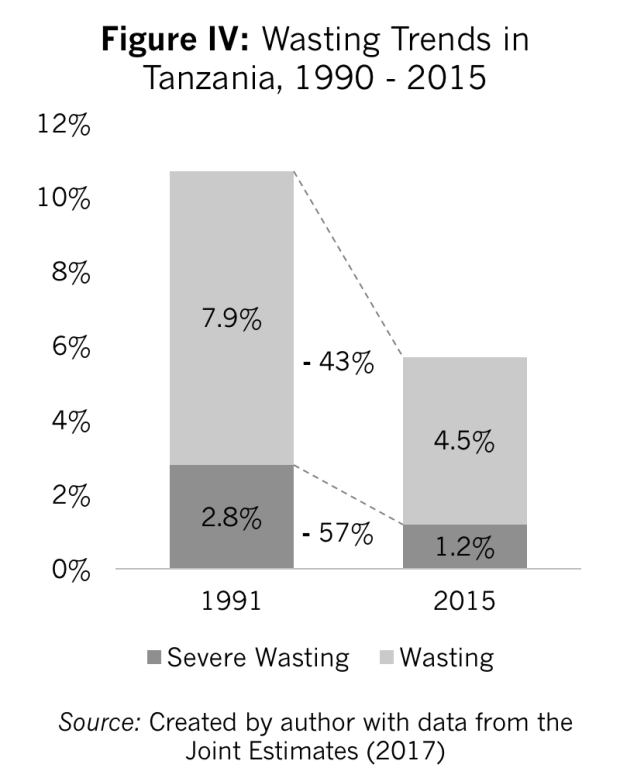 Figure IV: Wasting Trends in
Tanzania, 1990 - 2015
12%
10%
8%
6%
4%
2%
0%
7.9%
2.8%
- 43%
- 57%
4.5%
1.2%
1991
2015
Severe Wasting
Wasting
Source: Created by author with data from the
Joint Estimates (2017)